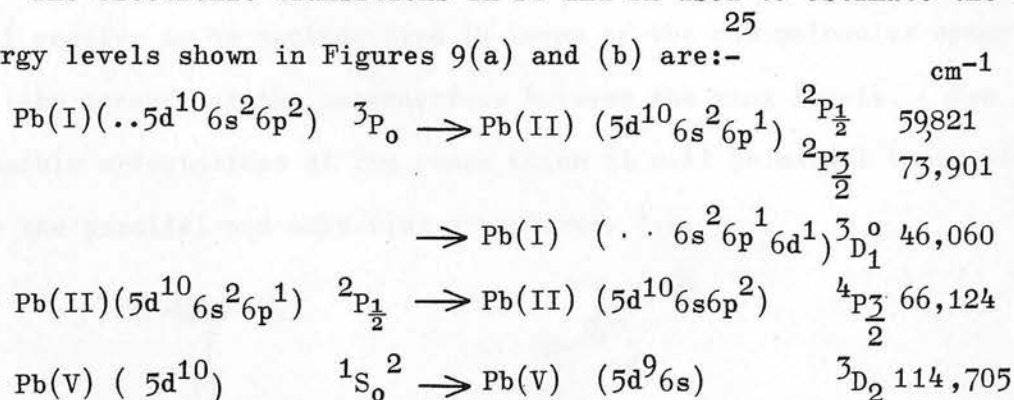 rgy levels shown in Figures 9(a) and (b) are:-²⁵
cm⁻¹
Pb(I)(..5d¹⁰6s²6p²) ³P₀ → Pb(II) (5d¹⁰6s²6p¹) ²P½ 59,821
²P3/2 73,901
→ Pb(I) (.. 6s²6p¹6d¹) ³D₁° 46,060
Pb(II)(5d¹⁰6s²6p¹) ²P½ → Pb(II) (5d¹⁰6s6p²) ⁴P3/2 66,124
Pb(V) ( 5d¹⁰) ¹S₀² → Pb(V) (5d⁹6s) ³D₂ 114,705